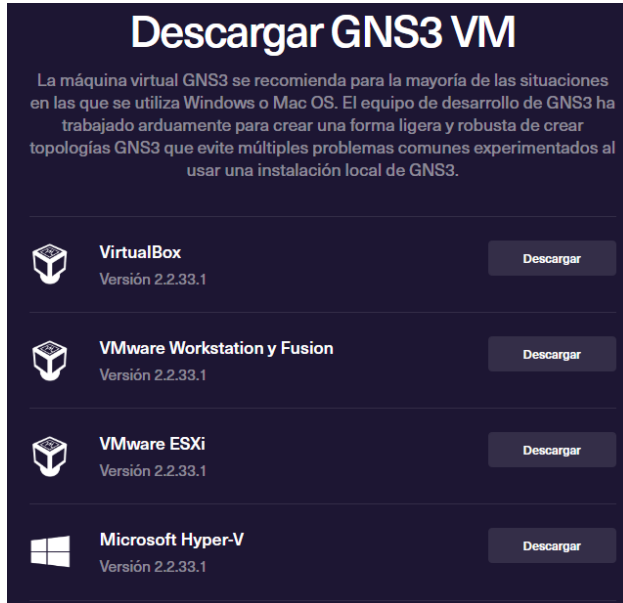 Descargar GNS3 VM
La máquina virtual GNS3 se recomienda para la mayoría de las situaciones
en las que se utiliza Windows o Mac OS. El equipo de desarrollo de GNS3 ha
trabajado arduamente para crear una forma ligera y robusta de crear
topologías GNS3 que evite múltiples problemas comunes experimentados al
usar una instalación local de GNS3.
VirtualBox
Descargar
Versión 2.2.33.1
VMware Workstation y Fusion
Descargar
Versión 2.2.33.1
VMware ESXi
Descargar
Versión 2.2.33.1
Microsoft Hyper-V
Descargar
Versión 2.2.33.1